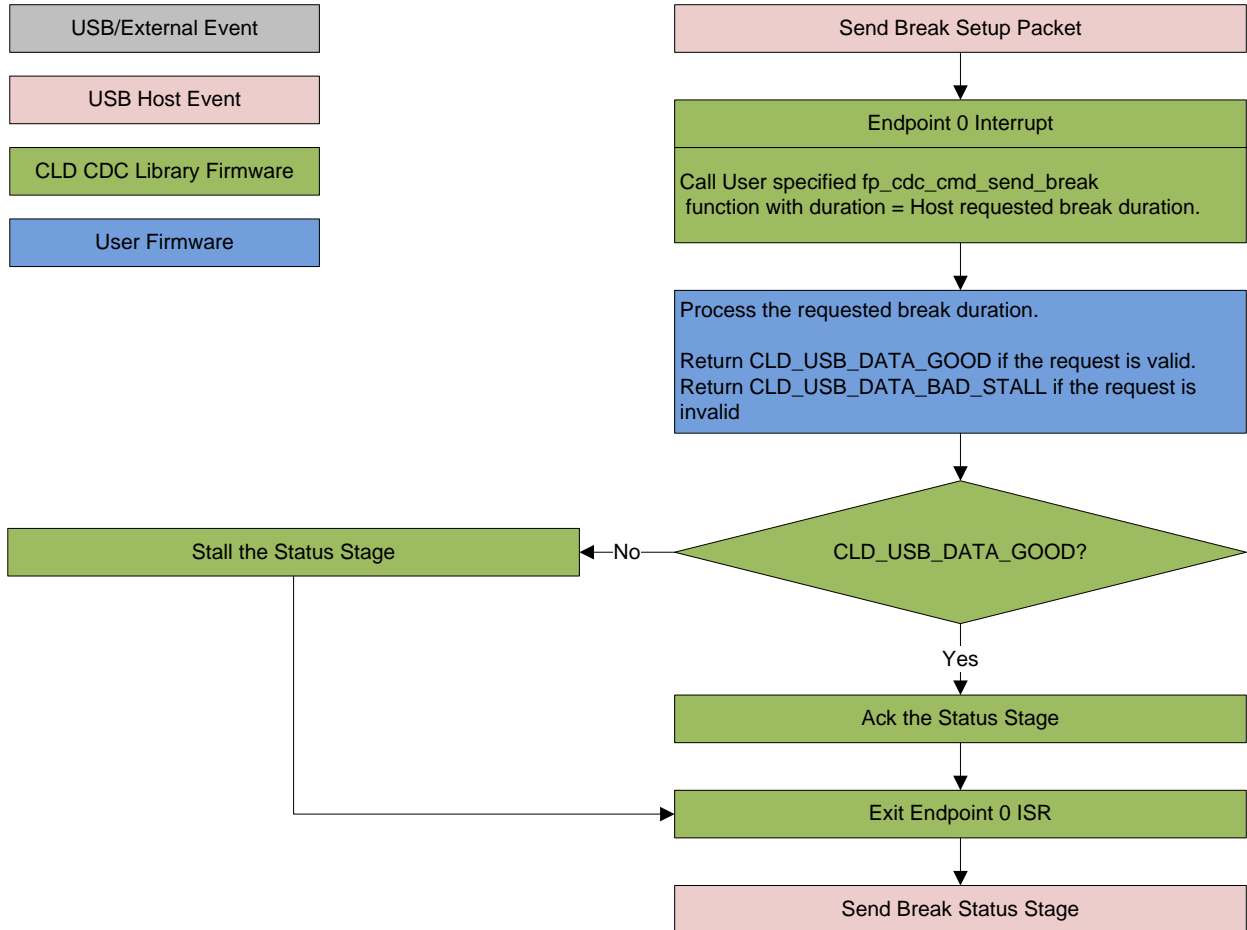 USB/External Event
USB Host Event
CLD CDC Library Firmware
User Firmware
Send Break Setup Packet
Endpoint 0 Interrupt
Call User specified fp_cdc_cmd_send_break
function with duration = Host requested break duration.
Process the requested break duration.
Return CLD_USB_DATA_GOOD if the request is valid.
Return CLD_USB_DATA_BAD_STALL if the request is
invalid
CLD_USB_DATA_GOOD?
No
Stall the Status Stage
Yes
Ack the Status Stage
Exit Endpoint 0 ISR
Send Break Status Stage